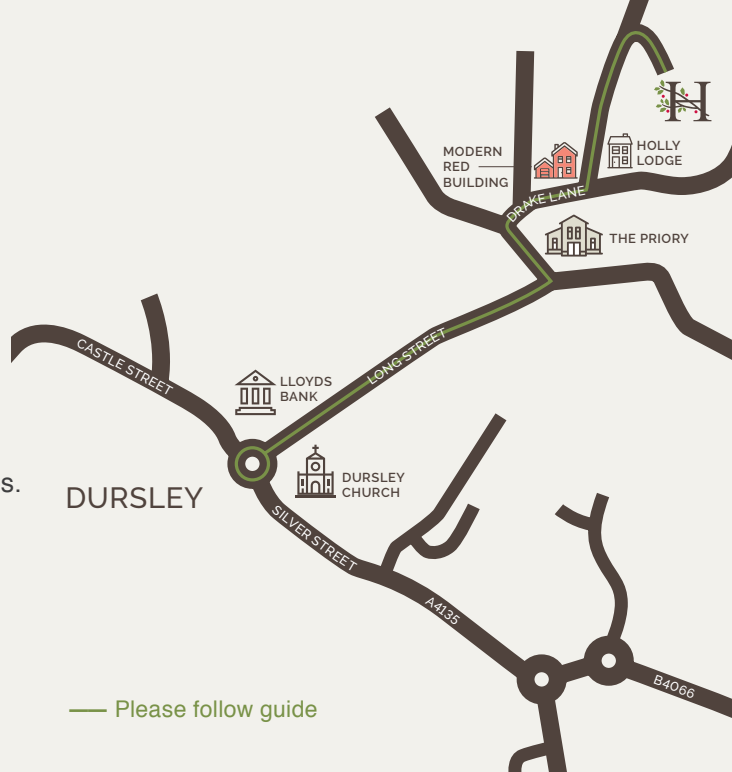 H
MODERN
RED
BUILDING
HOLLY
LODGE
DRAKE LANE
THE PRIORY
LONG STREET
CASTLE STREET
LLOYDS
BANK
s.
DURSLEY
DURSLEY
CHURCH
SILVER STREET
A4135
B4066
Please follow guide